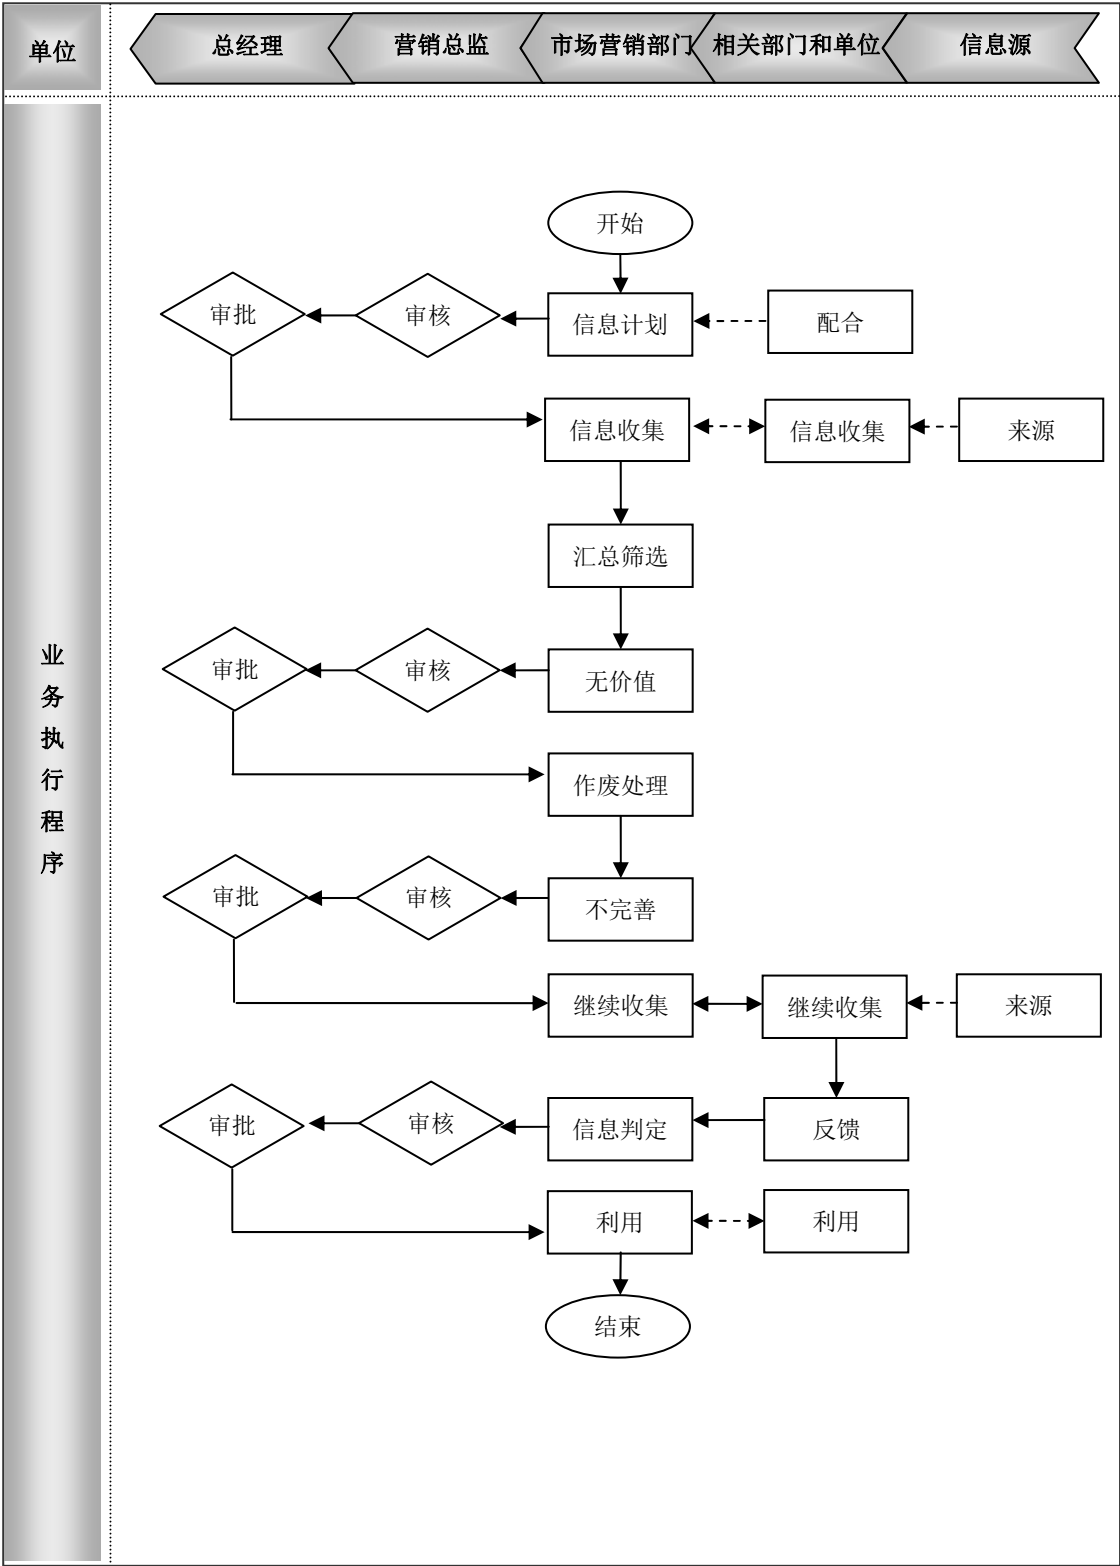 单位
总经理
营销总监
市场营销部门
相关部门和单位
信息源
业务执行程序
开始
审批
审核
信息计划
配合
信息收集
信息收集
来源
汇总筛选
审批
审核
无价值
作废处理
审批
审核
不完善
继续收集
继续收集
来源
审批
审核
信息判定
反馈
利用
利用
结束